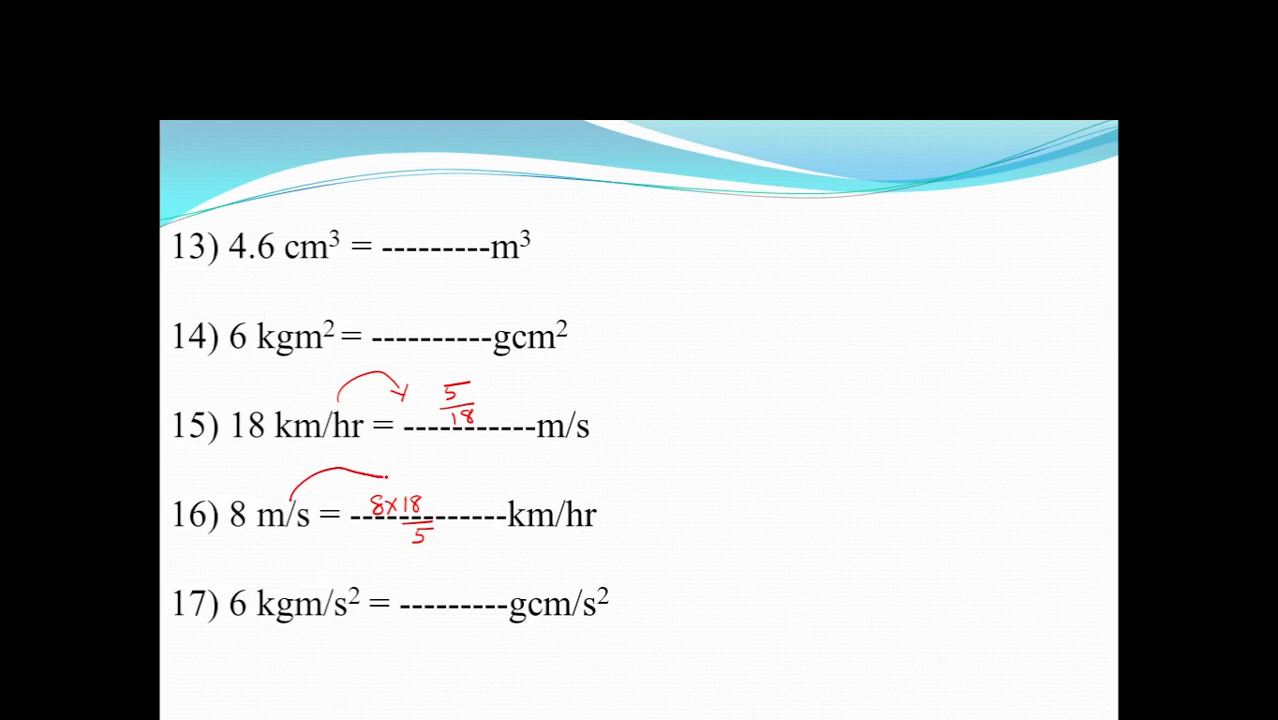 13) 4.6 cm³ = ---------m³
14) 6 kgm² = ----------gcm²
5
18
15) 18 km/hr = -----------m/s
8×18
5
16) 8 m/s = -------------km/hr
17) 6 kgm/s² = ---------gcm/s²